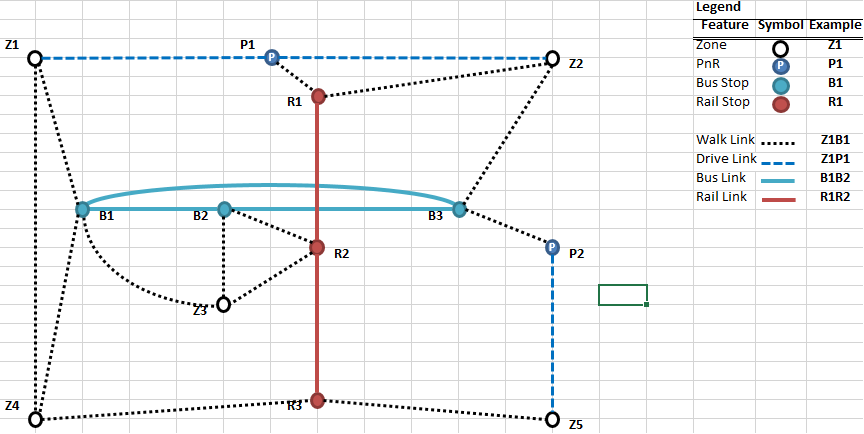 Legend
Feature Symbol Example
Zone Z1
PnR P P1
Bus Stop B1
Rail Stop R1
Walk Link Z1B1
Drive Link Z1P1
Bus Link B1B2
Rail Link R1R2
Z1
P1
P
Z2
R1
B1
B2
B3
R2
P
P2
Z3
Z4
R3
Z5